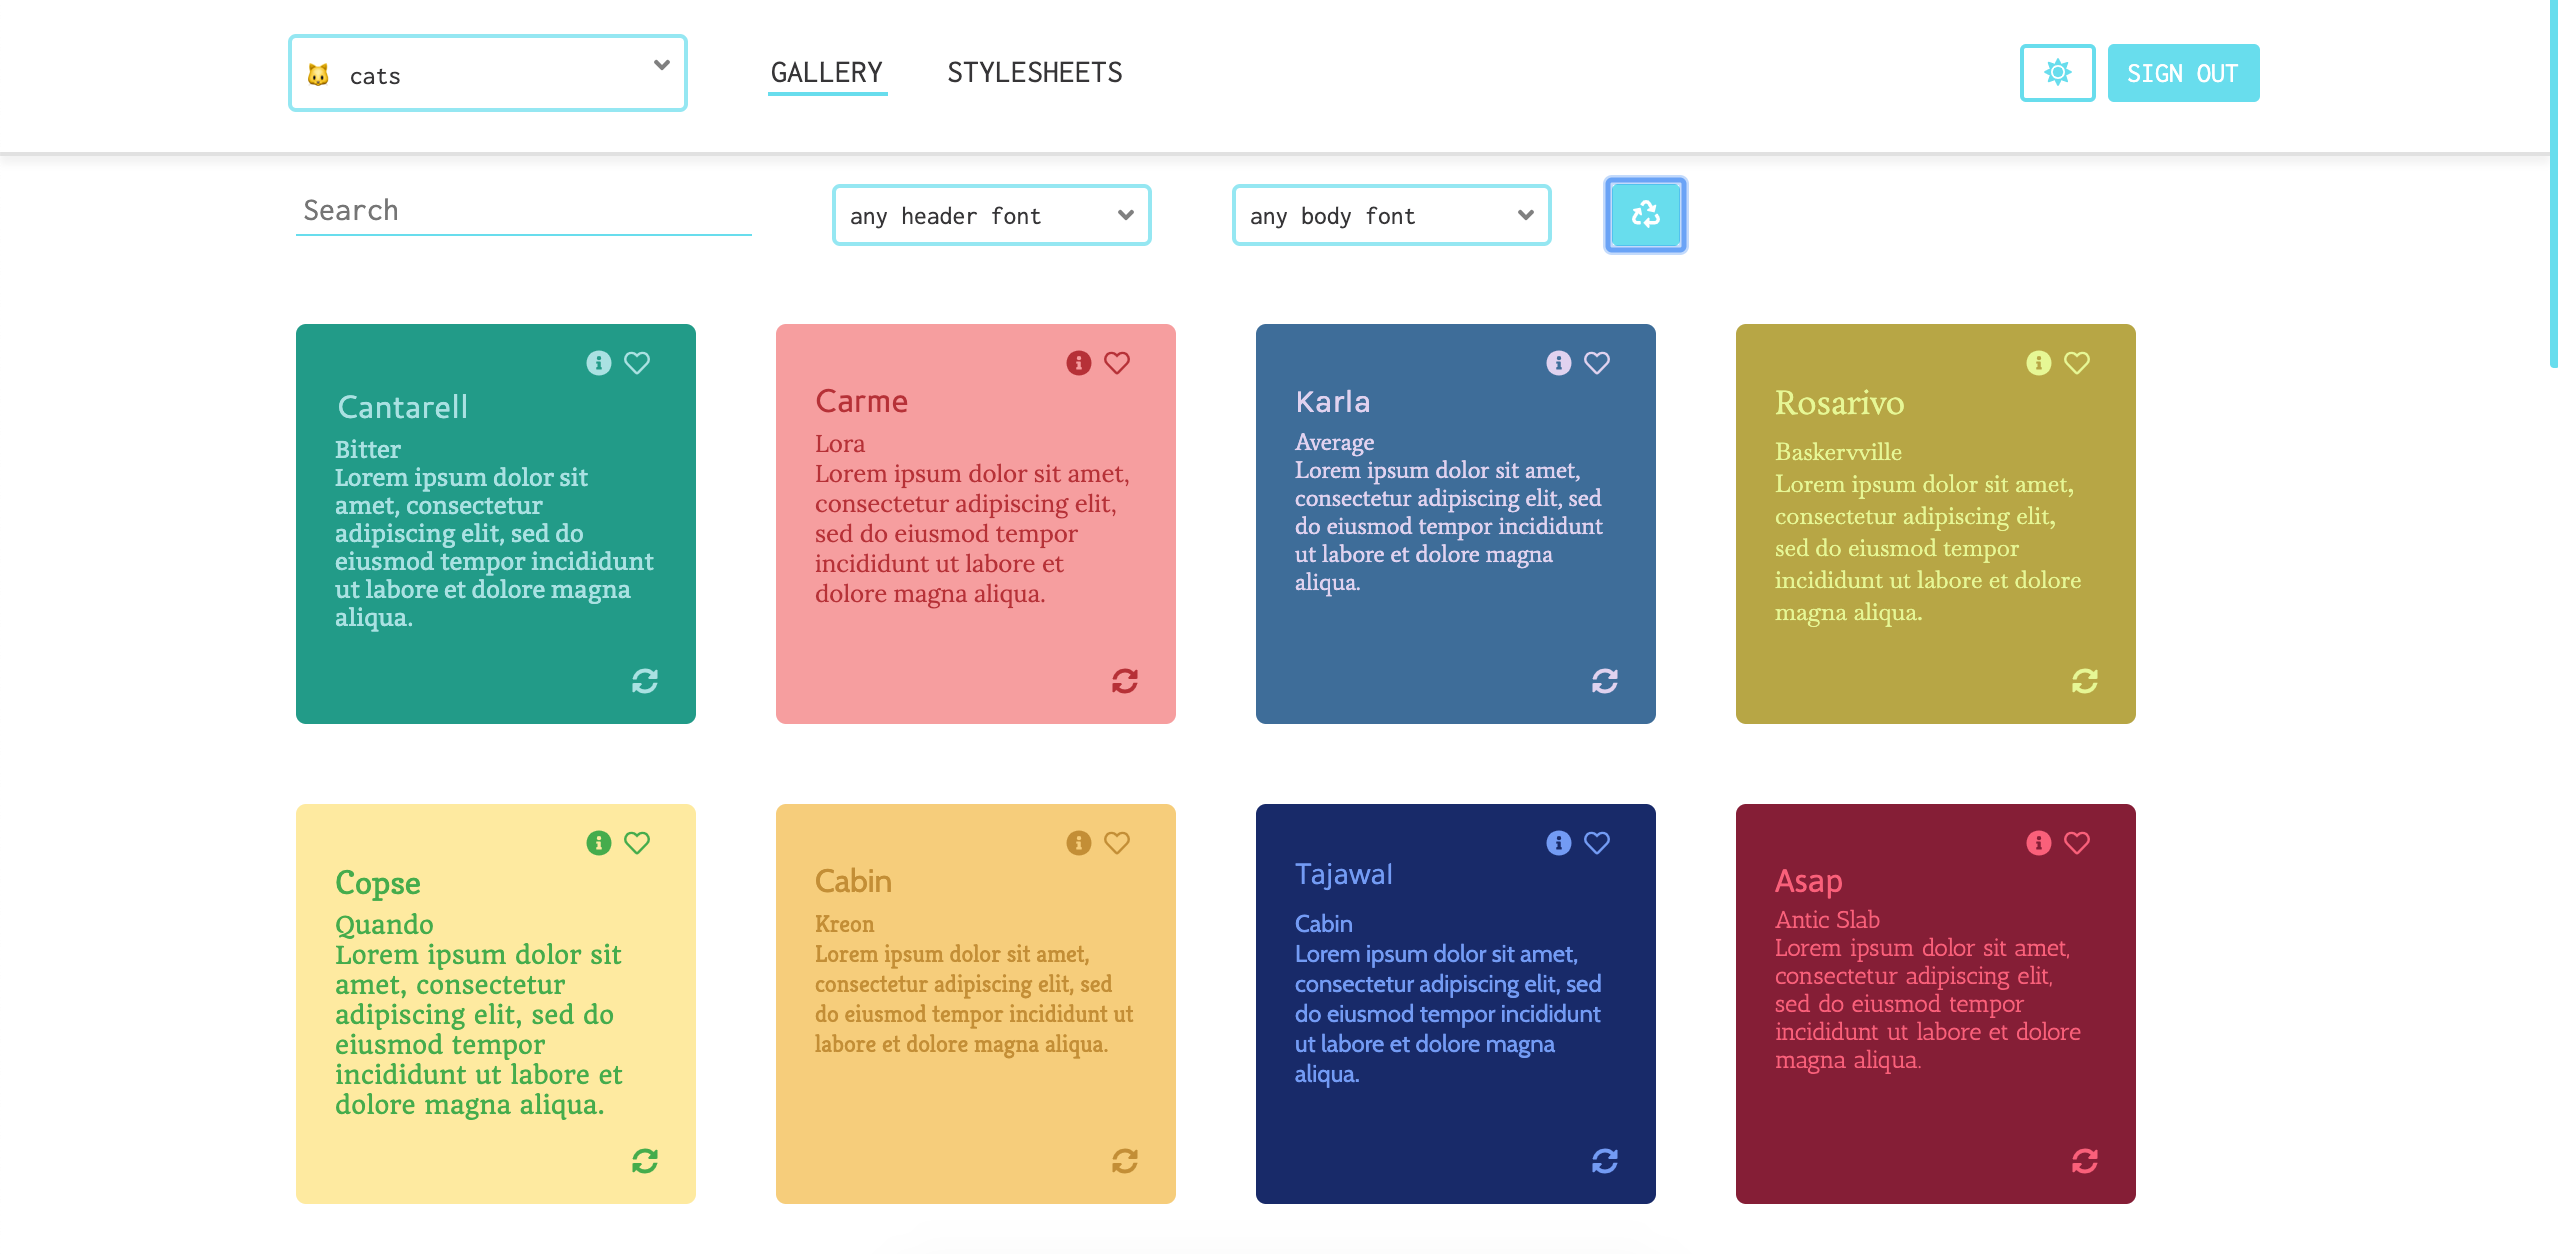 cats
GALLERY
STYLESHEETS
SIGN OUT
Search
any header font
any body font
Cantarell
Bitter
Lorem ipsum dolor sit
amet, consectetur
adipiscing elit, sed do
eiusmod tempor incididunt
ut labore et dolore magna
aliqua.
Carme
Lora
Lorem ipsum dolor sit amet,
consectetur adipiscing elit,
sed do eiusmod tempor
incididunt ut labore et
dolore magna aliqua.
Karla
Average
Lorem ipsum dolor sit amet,
consectetur adipiscing elit, sed
do eiusmod tempor incididunt
ut labore et dolore magna
aliqua.
Rosarivo
Baskervville
Lorem ipsum dolor sit amet,
consectetur adipiscing elit,
sed do eiusmod tempor
incididunt ut labore et dolore
magna aliqua.
Copse
Quando
Lorem ipsum dolor sit
amet, consectetur
adipiscing elit, sed do
eiusmod tempor
incididunt ut labore et
dolore magna aliqua.
Cabin
Kreon
Lorem ipsum dolor sit amet,
consectetur adipiscing elit, sed
do eiusmod tempor incididunt ut
labore et dolore magna aliqua.
Tajawal
Cabin
Lorem ipsum dolor sit amet,
consectetur adipiscing elit, sed
do eiusmod tempor incididunt
ut labore et dolore magna
aliqua.
Asap
Antic Slab
Lorem ipsum dolor sit amet,
consectetur adipiscing elit,
sed do eiusmod tempor
incididunt ut labore et dolore
magna aliqua.